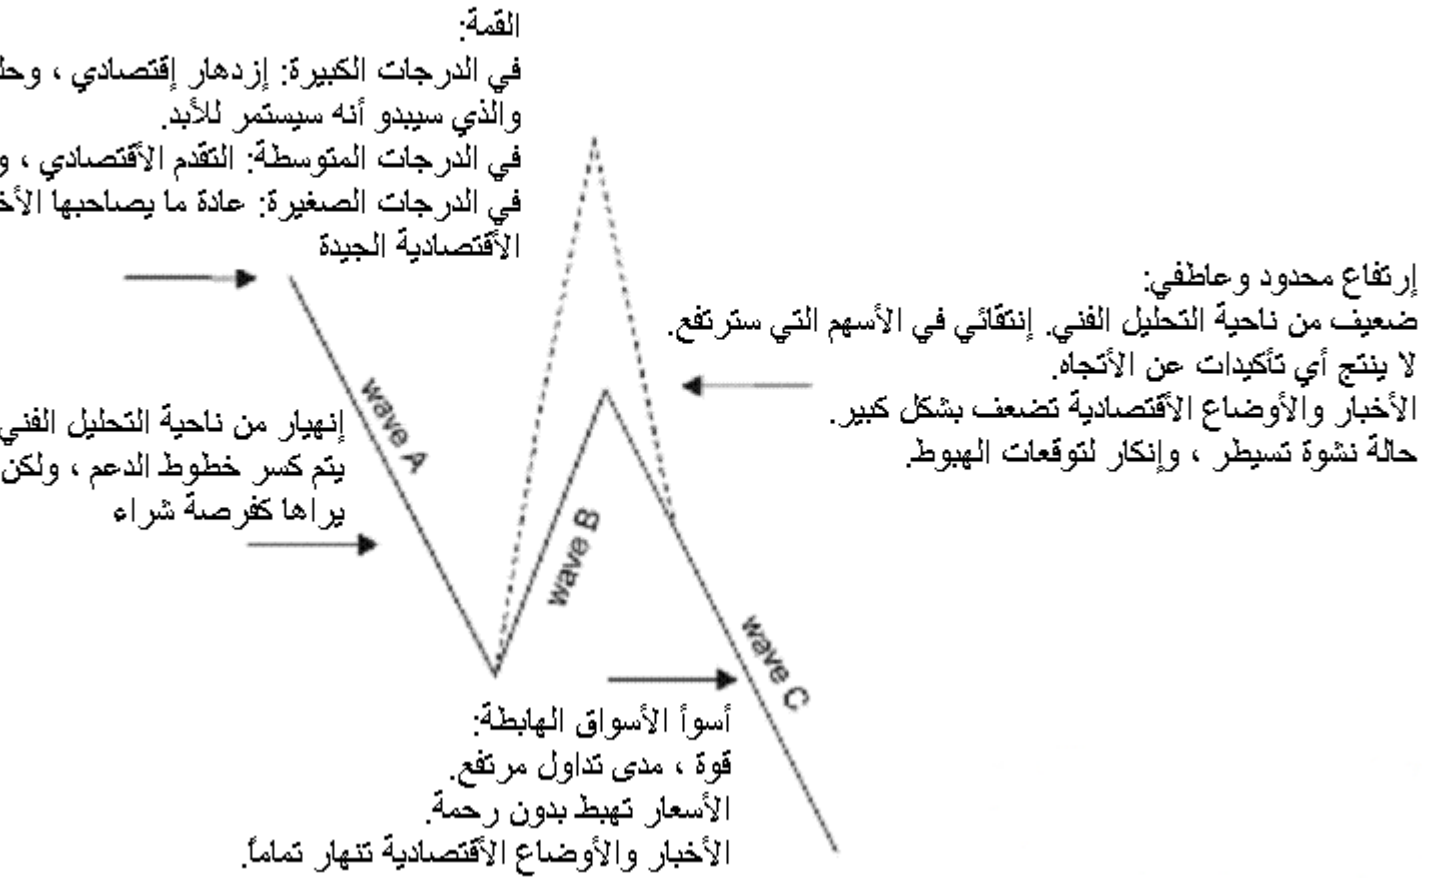 القمة:
في الدرجات الكبيرة: إزدهار إقتصادي ، وحا
والذي سيبدو أنه سيستمر للأبد.
في الدرجات المتوسطة: التقدم الأقتصادي ، و
في الدرجات الصغيرة: عادة ما يصاحبها الأخ
الأقتصادية الجيدة
إرتفاع محدود وعاطفي:
ضعيف من ناحية التحليل الفني. إنتقائي في الأسهم التي سترتفع.
لا ينتج أي تأكيدات عن الأتجاه.
الأخبار والأوضاع الأقتصادية تضعف بشكل كبير.
حالة نشوة تسيطر ، وإنكار لتوقعات الهبوط.
wave A
إنهيار من ناحية التحليل الفني
يتم كسر خطوط الدعم ، ولكن
يراها كفرصة شراء
wave B
wave C
أسوأ الأسواق الهابطة:
قوة ، مدى تداول مرتفع.
الأسعار تهبط بدون رحمة.
الأخبار والأوضاع الأقتصادية تنهار تماماً.